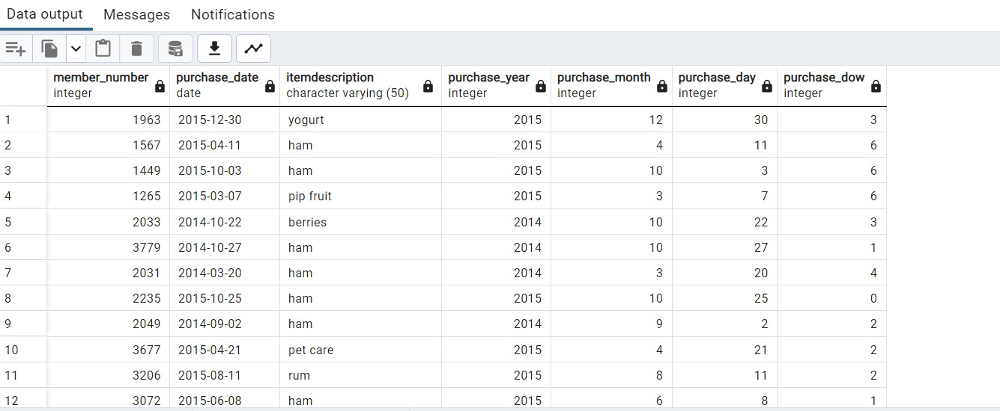 Data output Messages Notifications
member_number purchase_date itemdescription purchase_year purchase_month purchase_day purchase_dow
integer date character varying (50) integer integer integer integer
1 1963 2015-12-30 yogurt 2015 12 30 3
2 1567 2015-04-11 ham 2015 4 11 6
3 1449 2015-10-03 ham 2015 10 3 6
4 1265 2015-03-07 pip fruit 2015 3 7 6
5 2033 2014-10-22 berries 2014 10 22 3
6 3779 2014-10-27 ham 2014 10 27 1
7 2031 2014-03-20 ham 2014 3 20 4
8 2235 2015-10-25 ham 2015 10 25 0
9 2049 2014-09-02 ham 2014 9 2 2
10 3677 2015-04-21 pet care 2015 4 21 2
11 3206 2015-08-11 rum 2015 8 11 2
12 3072 2015-06-08 ham 2015 6 8 1